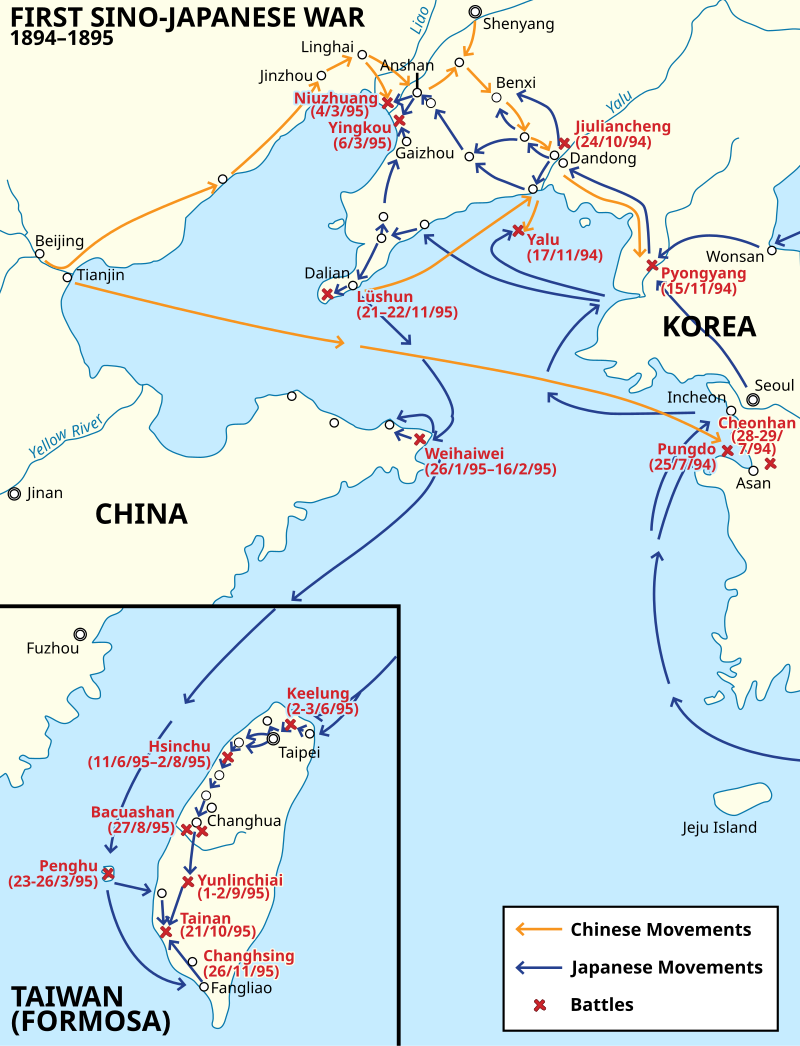 FIRST SINO-JAPANESE WAR
1894–1895
Liao
Shenyang
Linghai
Anshan
Jinzhou
Benxi
Niuzhuang
(4/3/95)
Yalu
Yingkou
(6/3/95)
Jiuliancheng
(24/10/94)
Gaizhou
Dandong
Beijing
Yalu
(17/11/94)
Wonsan
Tianjin
Dalian
Pyongyang
(15/11/94)
Lüshun
(21–22/11/95)
KOREA
Seoul
Incheon
Yellow River
Cheonhan
(28-29/
7/94)
Pungdo
(25/7/94)
Weihaiwei
(26/1/95–16/2/95)
Asan
Jinan
CHINA
Fuzhou
Keelung
(2-3/6/95)
Hsinchu
(11/6/95–2/8/95)
Taipei
Bacuashan
(27/8/95)
Changhua
Jeju Island
Penghu
(23-26/3/95)
Yunlinchiai
(1-2/9/95)
Tainan
(21/10/95)
Changhsing
(26/11/95)
Fangliao
TAIWAN
(FORMOSA)
Chinese Movements
Japanese Movements
Battles